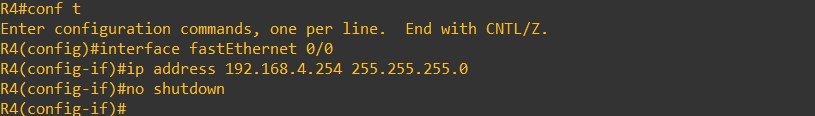 R4#conf t
Enter configuration commands, one per line.  End with CNTL/Z.
R4(config)#interface fastEthernet 0/0
R4(config-if)#ip address 192.168.4.254 255.255.255.0
R4(config-if)#no shutdown
R4(config-if)#